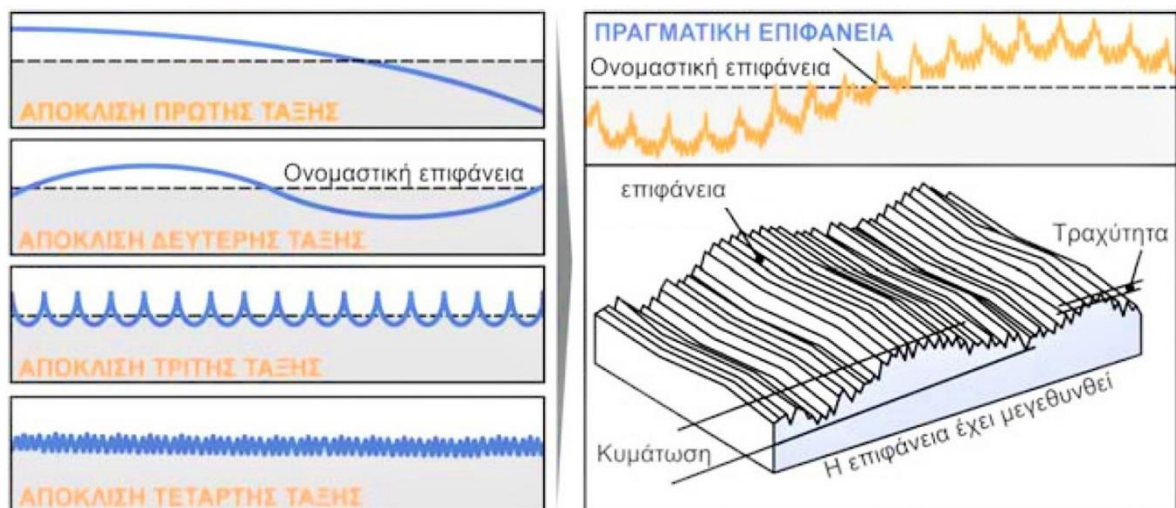 ΑΠΟΚΛΙΣΗ ΠΡΩΤΗΣ ΤΑΞΗΣ
Ονομαστική επιφάνεια
ΑΠΟΚΛΙΣΗ ΔΕΥΤΕΡΗΣ ΤΑΞΗΣ
ΑΠΟΚΛΙΣΗ ΤΡΙΤΗΣ ΤΑΞΗΣ
ΑΠΟΚΛΙΣΗ ΤΕΤΑΡΤΗΣ ΤΑΞΗΣ
ΠΡΑΓΜΑΤΙΚΗ ΕΠΙΦΑΝΕΙΑ
Ονομαστική επιφάνεια
επιφάνεια
Τραχύτητα
Κυμάτωση
Η επιφάνεια έχει μεγεθυνθεί